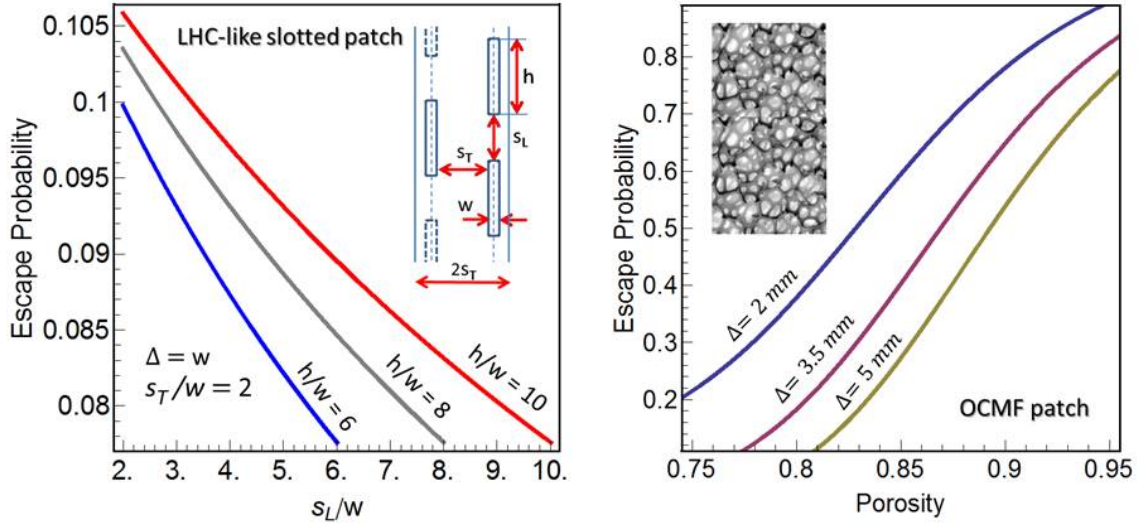 LHC-like slotted patch
Escape Probability
0.105
0.1
0.095
0.09
0.085
0.08
2. 3. 4. 5. 6. 7. 8. 9. 10.
s_L/w
h
s_L
s_T
w
2s_T
Δ = w
s_T/w = 2
h/w = 6
h/w = 8
h/w = 10
Escape Probability
0.8
0.7
0.6
0.5
0.4
0.3
0.2
0.75 0.8 0.85 0.9 0.95
Porosity
Δ= 2 mm
Δ= 3.5 mm
Δ= 5 mm
OCMF patch